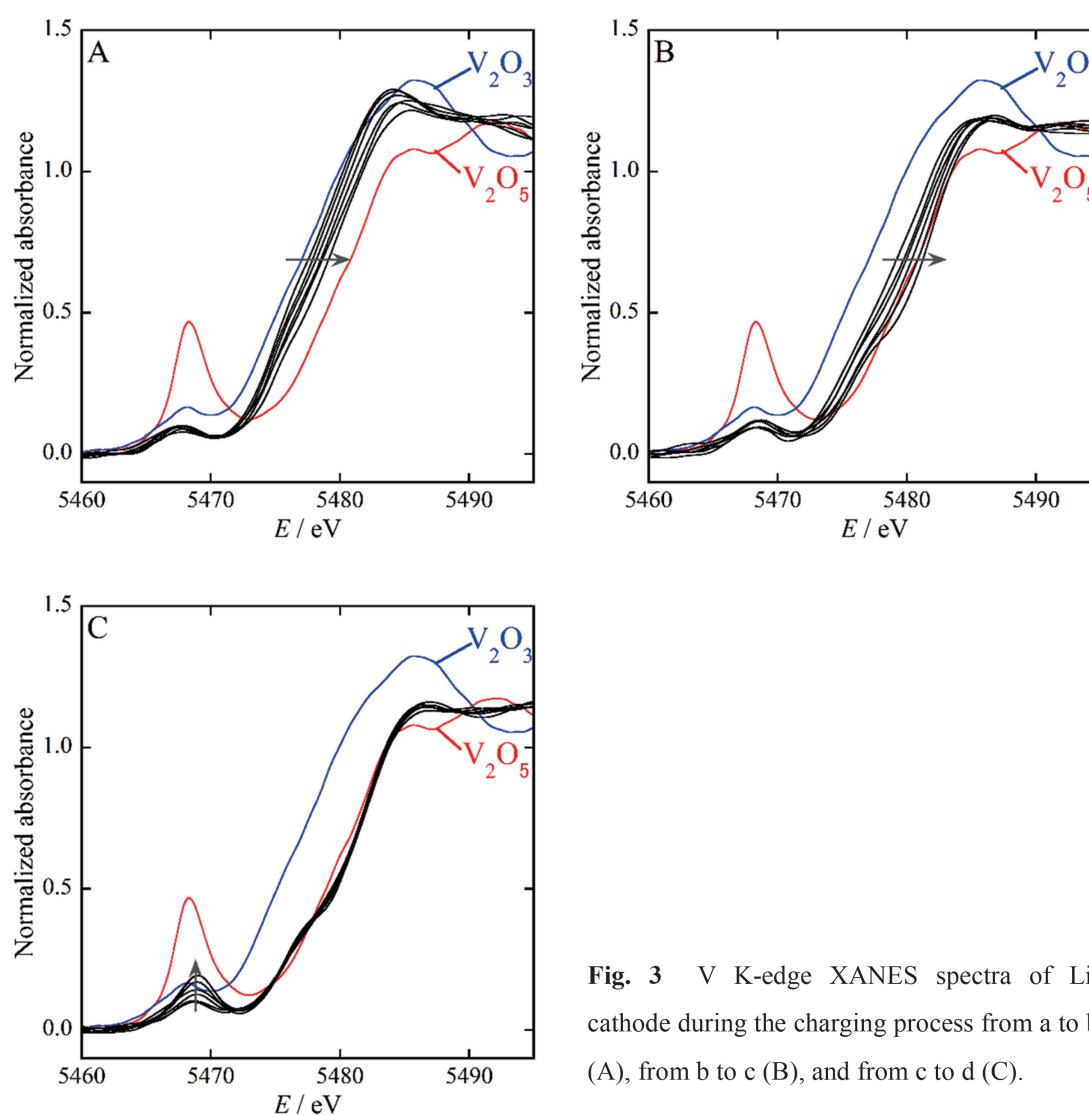 1.5
A
V2O3
1.0
V2O5
0.5
0.0
Normalized absorbance
5460
5470
5480
5490
E / eV
1.5
B
V2O
1.0
V2O5
0.5
0.0
Normalized absorbance
5460
5470
5480
5490
E / eV
1.5
C
V2O3
1.0
V2O5
0.5
0.0
Normalized absorbance
5460
5470
5480
5490
E / eV
Fig. 3 V K-edge XANES spectra of Li
cathode during the charging process from a to b
(A), from b to c (B), and from c to d (C).